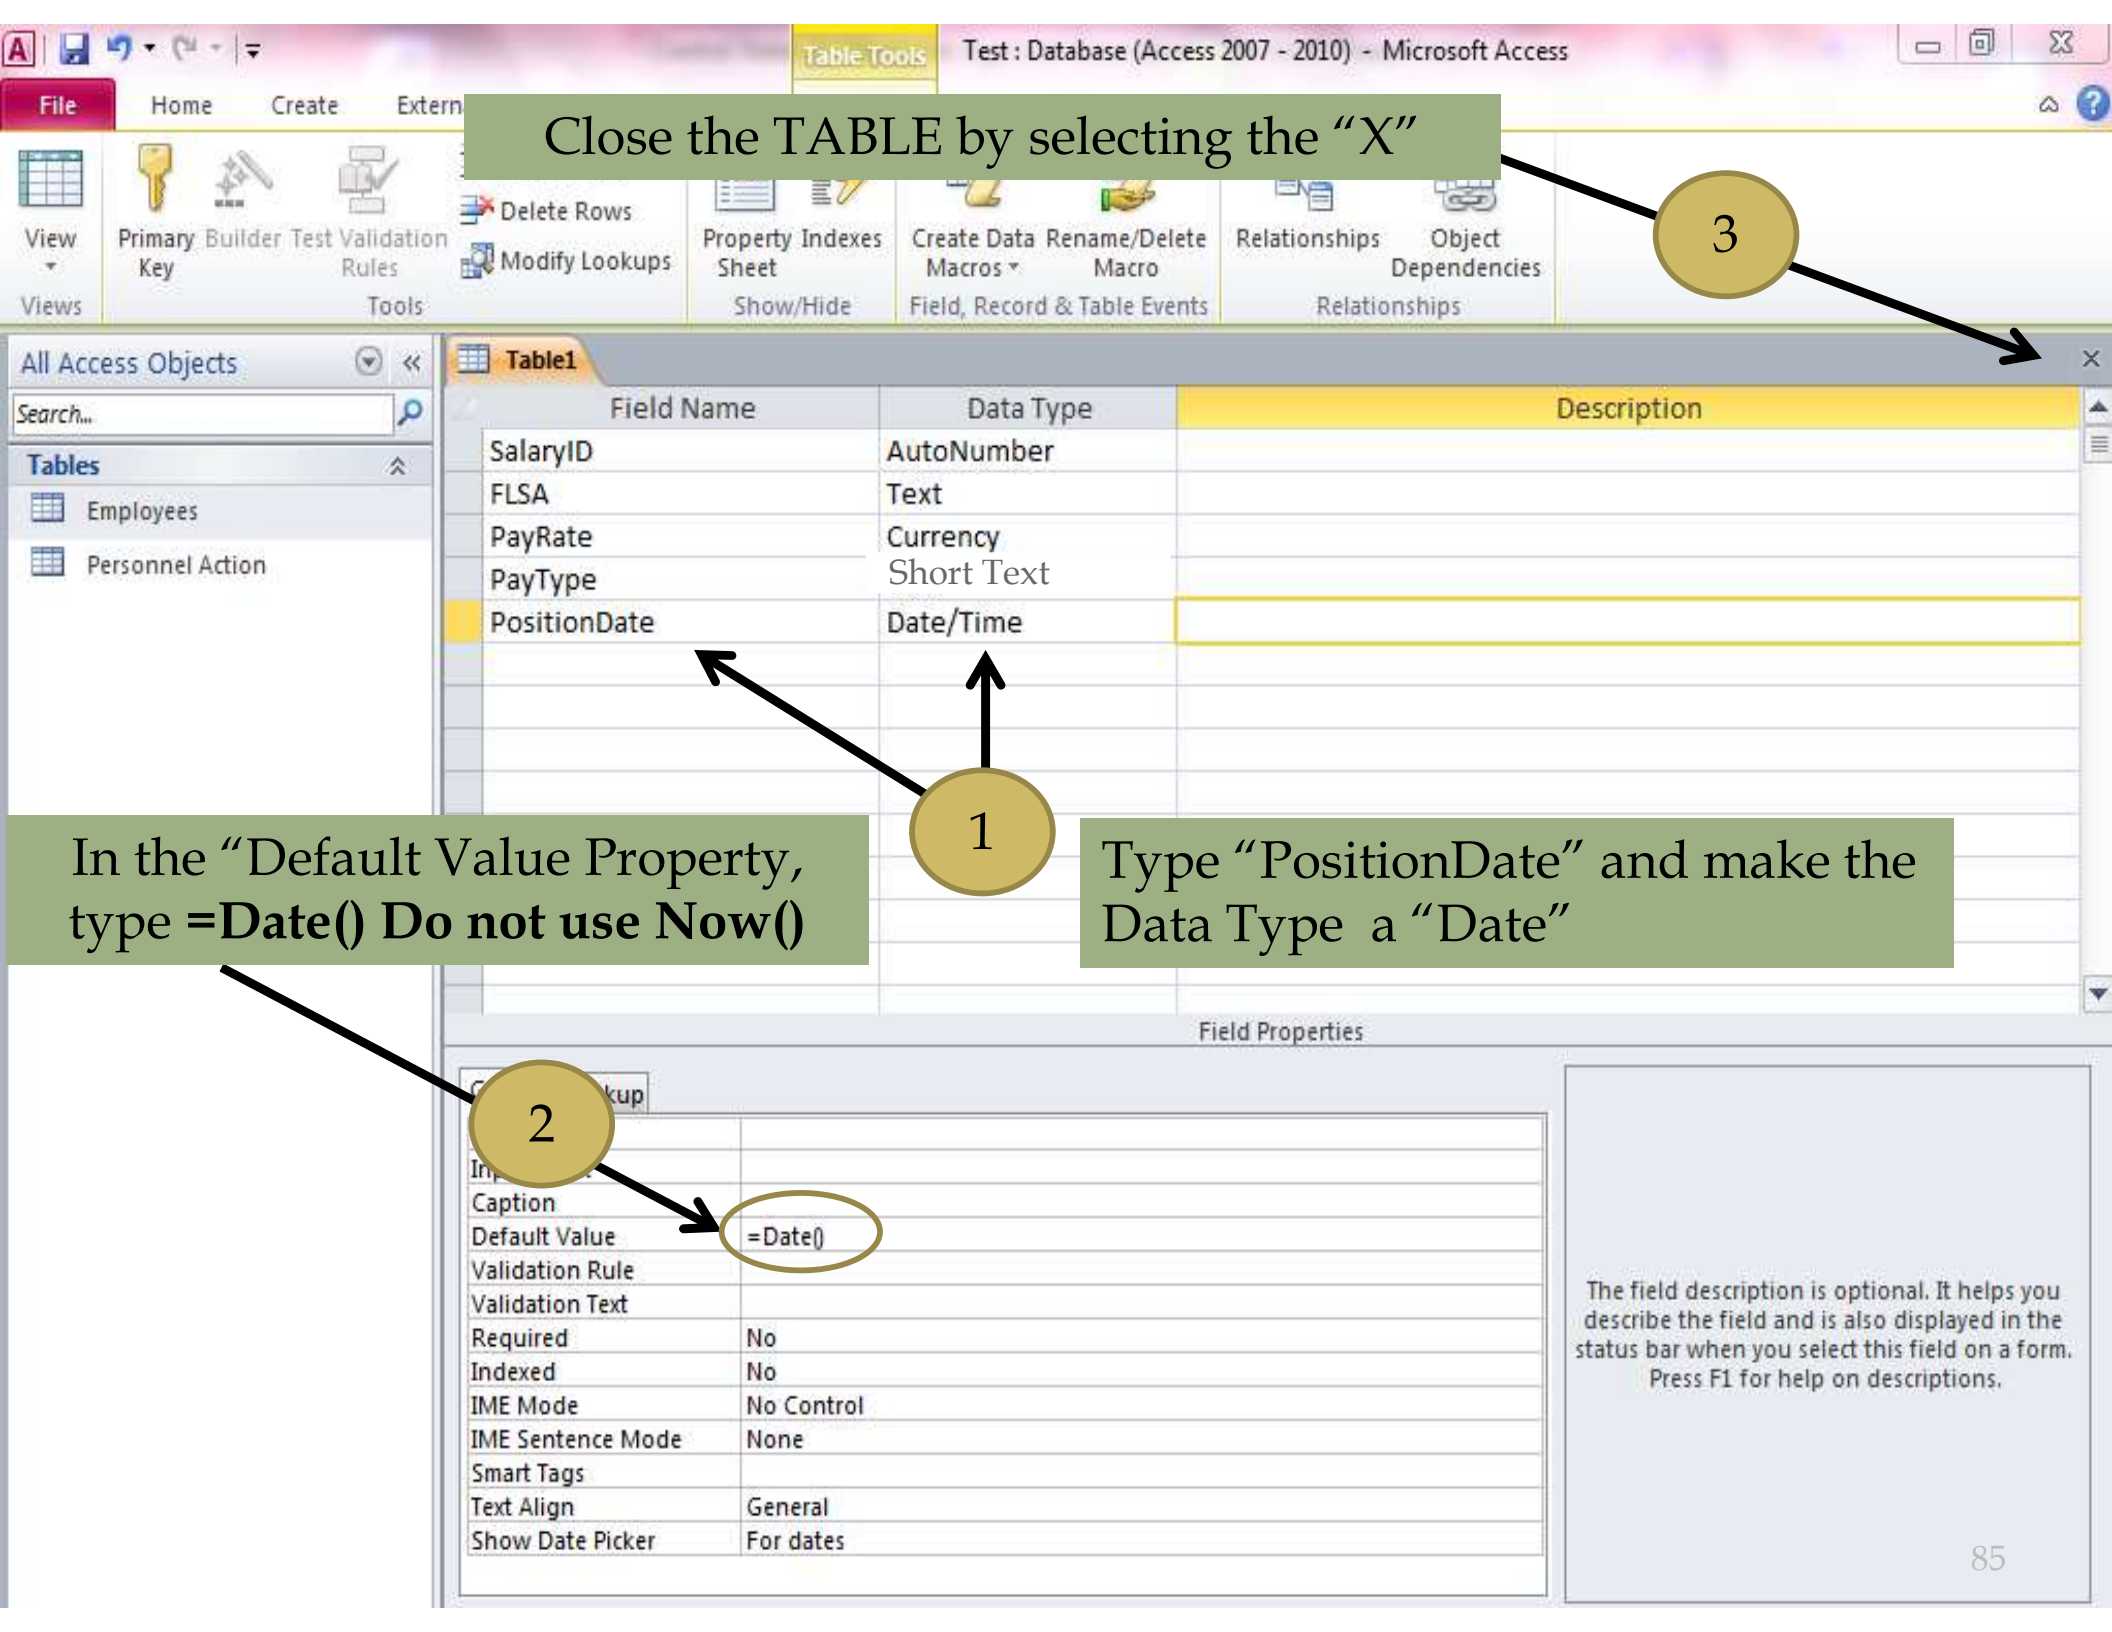 Table Tools
Test : Database (Access 2007 - 2010) - Microsoft Access
File
Home
Create
Close the TABLE by selecting the “X”
3
View
Primary Key
Builder
Test Validation Rules
Delete Rows
Modify Lookups
Property Sheet
Indexes
Create Data Macros
Rename/Delete Macro
Relationships
Object Dependencies
Views
Tools
Show/Hide
Field, Record & Table Events
Relationships
All Access Objects
Search...
Tables
Employees
Personnel Action
Table1
Field Name Data Type Description
SalaryID AutoNumber
FLSA Text
PayRate Currency
PayType Short Text
PositionDate Date/Time
1
Type “PositionDate” and make the
Data Type a “Date”
In the “Default Value Property,
type =Date() Do not use Now()
2
Field Properties
Caption
Default Value =Date()
Validation Rule
Validation Text
Required No
Indexed No
IME Mode No Control
IME Sentence Mode None
Smart Tags
Text Align General
Show Date Picker For dates
The field description is optional. It helps you
describe the field and is also displayed in the
status bar when you select this field on a form.
Press F1 for help on descriptions.
85